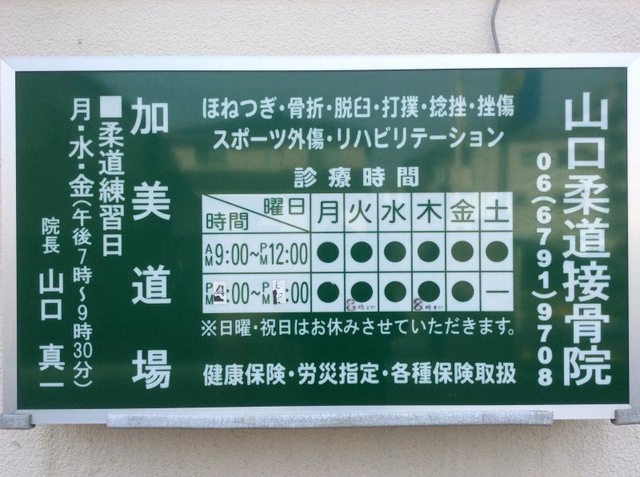 山口柔道接骨院
06(6791)9708
ほねつぎ・骨折・脱臼・打撲・捻挫・挫傷
スポーツ外傷・リハビリテーション
診療時間
曜日 時間 月 火 水 木 金 土
AM9:00~PM12:00 ● ● ● ● ● ●
PM4:00~PM :00 ● ● ● ● ● ―
8時まで
※日曜・祝日はお休みさせていただきます。
健康保険・労災指定・各種保険取扱
加美道場
■柔道練習日
月・水・金(午後7時~9時30分)
院長 山口 真一